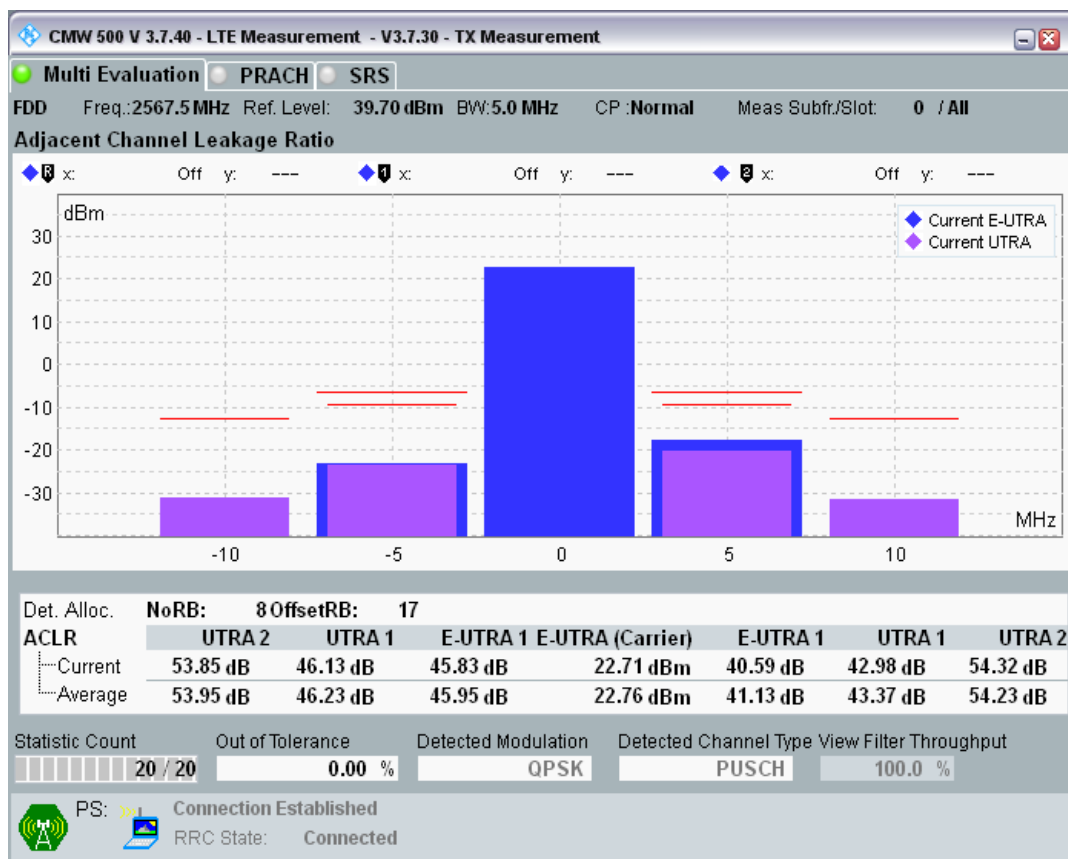 CMW 500 V 3.7.40 - LTE Measurement - V3.7.30 - TX Measurement
Multi Evaluation PRACH SRS
FDD Freq.:2567.5 MHz Ref. Level: 39.70 dBm BW:5.0 MHz CP :Normal Meas Subfr./Slot: 0 / All
Adjacent Channel Leakage Ratio
R x: Off y: --- 1 x: Off y: --- 2 x: Off y: ---
dBm
Current E-UTRA
Current UTRA
30
20
10
0
-10
-20
-30
MHz
-10 -5 0 5 10
Det. Alloc. NoRB: 8 OffsetRB: 17
ACLR UTRA 2 UTRA 1 E-UTRA 1 E-UTRA (Carrier) E-UTRA 1 UTRA 1 UTRA 2
Current 53.85 dB 46.13 dB 45.83 dB 22.71 dBm 40.59 dB 42.98 dB 54.32 dB
Average 53.95 dB 46.23 dB 45.95 dB 22.76 dBm 41.13 dB 43.37 dB 54.23 dB
Statistic Count Out of Tolerance Detected Modulation Detected Channel Type View Filter Throughput
20 / 20 0.00 % QPSK PUSCH 100.0 %
PS: Connection Established
RRC State: Connected